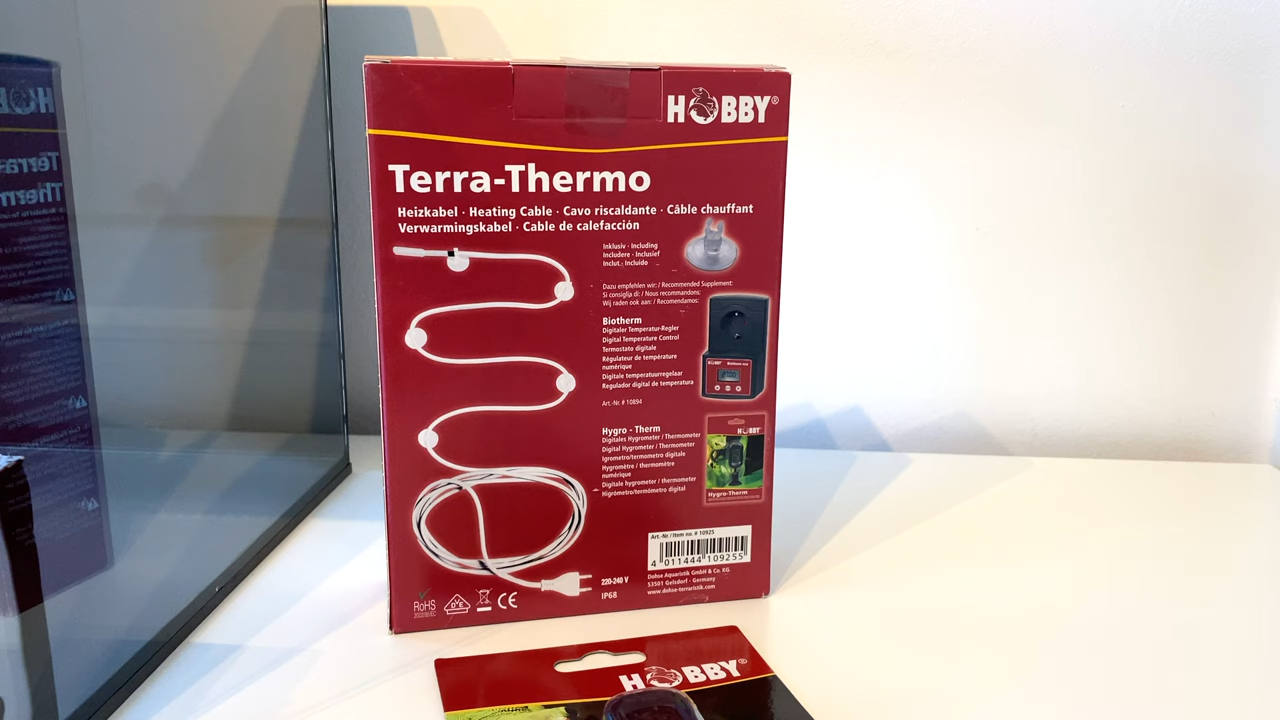 HOBBY®
Terra-Thermo
Heizkabel · Heating Cable · Cavo riscaldante · Câble chauffant
Verwarmingskabel · Cable de calefacción
Inklusiv · Including
Includere · Inclusief
Inclut · Incluido
Dazu empfehlen wir: / Recommended Supplement:
Si consiglia di: / Nous recommandons:
Wij raden ook aan: / Recomendamos:
Biotherm
Digitaler Temperatur-Regler
Digital Temperature Control
Termostato digitale
Régulateur de température
numérique
Digitale temperatuurregelaar
Regulador digital de temperatura
Art.-Nr. # 10894
HOBBY
Hygro - Therm
Digitales Hygrometer / Thermometer
Digital Hygrometer / Thermometer
Igrometro/termometro digitale
Hygromètre / thermomètre
numérique
Digitale hygrometer / thermometer
Higrómetro/termómetro digital
HOBBY
Hygro-Therm
Art.-Nr. / Item no. # 10925
4 011444 109255
Dohse Aquaristik GmbH & Co. KG
53501 Gelsdorf · Germany
www.dohse-terraristik.com
220-240 V
IP68
RoHS
VDE
CE
HOBBY®